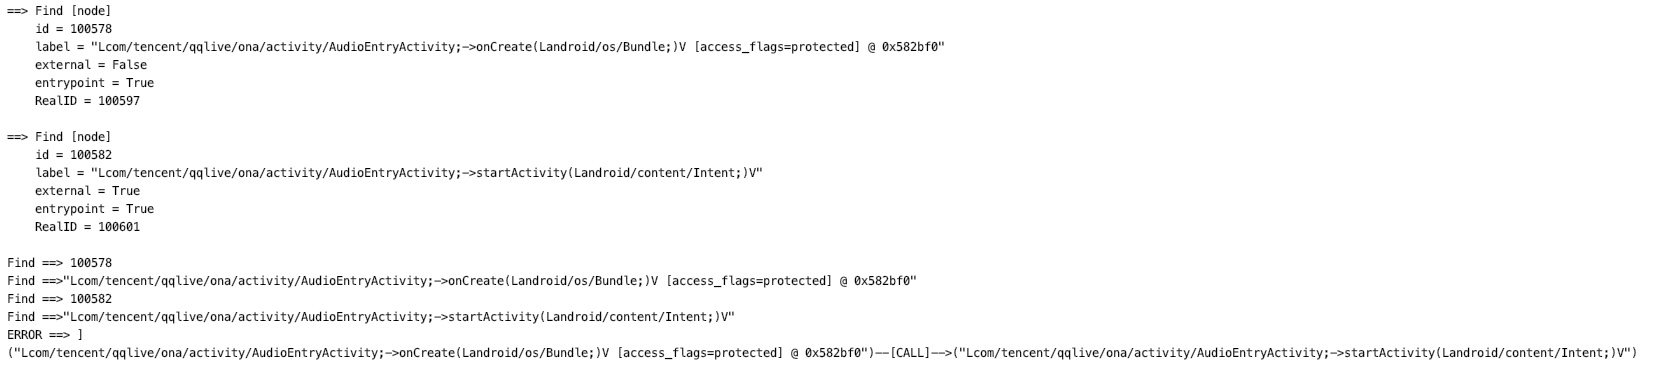 ==> Find [node]
id = 100578
label = "Lcom/tencent/qqlive/ona/activity/AudioEntryActivity;->onCreate(Landroid/os/Bundle;)V [access_flags=protected] @ 0x582bf0"
external = False
entrypoint = True
RealID = 100597
==> Find [node]
id = 100582
label = "Lcom/tencent/qqlive/ona/activity/AudioEntryActivity;->startActivity(Landroid/content/Intent;)V"
external = True
entrypoint = True
RealID = 100601
Find ==> 100578
Find ==>"Lcom/tencent/qqlive/ona/activity/AudioEntryActivity;->onCreate(Landroid/os/Bundle;)V [access_flags=protected] @ 0x582bf0"
Find ==> 100582
Find ==>"Lcom/tencent/qqlive/ona/activity/AudioEntryActivity;->startActivity(Landroid/content/Intent;)V"
ERROR ==> ]
("Lcom/tencent/qqlive/ona/activity/AudioEntryActivity;->onCreate(Landroid/os/Bundle;)V [access_flags=protected] @ 0x582bf0")--[CALL]-->("Lcom/tencent/qqlive/ona/activity/AudioEntryActivity;->startActivity(Landroid/content/Intent;)V")